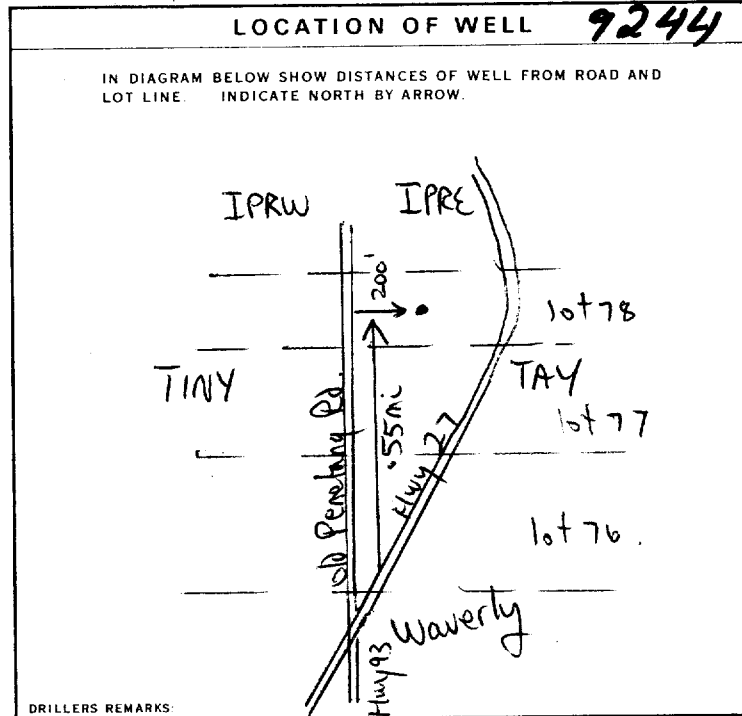 LOCATION OF WELL 9244
IN DIAGRAM BELOW SHOW DISTANCES OF WELL FROM ROAD AND
LOT LINE. INDICATE NORTH BY ARROW.
IPRW
IPRE
200'
lot 78
TINY
TAY
Old Penetang Rd.
.55mi
Hwy 27
lot 77
lot 76.
Waverly
Hwy 93
DRILLERS REMARKS: